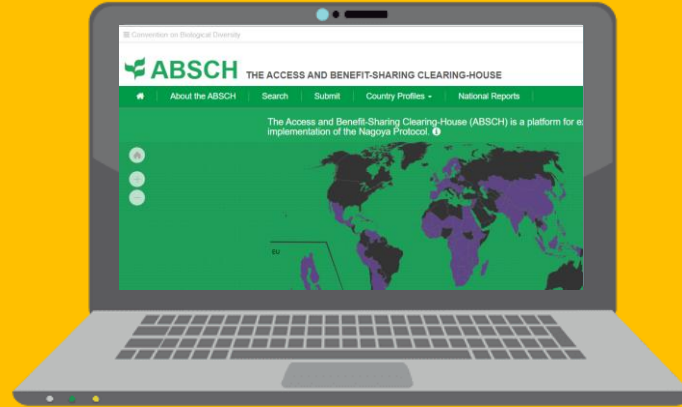 Convention on Biological Diversity
ABSCH THE ACCESS AND BENEFIT-SHARING CLEARING-HOUSE
About the ABSCH Search Submit Country Profiles National Reports
The Access and Benefit-Sharing Clearing-House (ABSCH) is a platform for e
implementation of the Nagoya Protocol.
EU